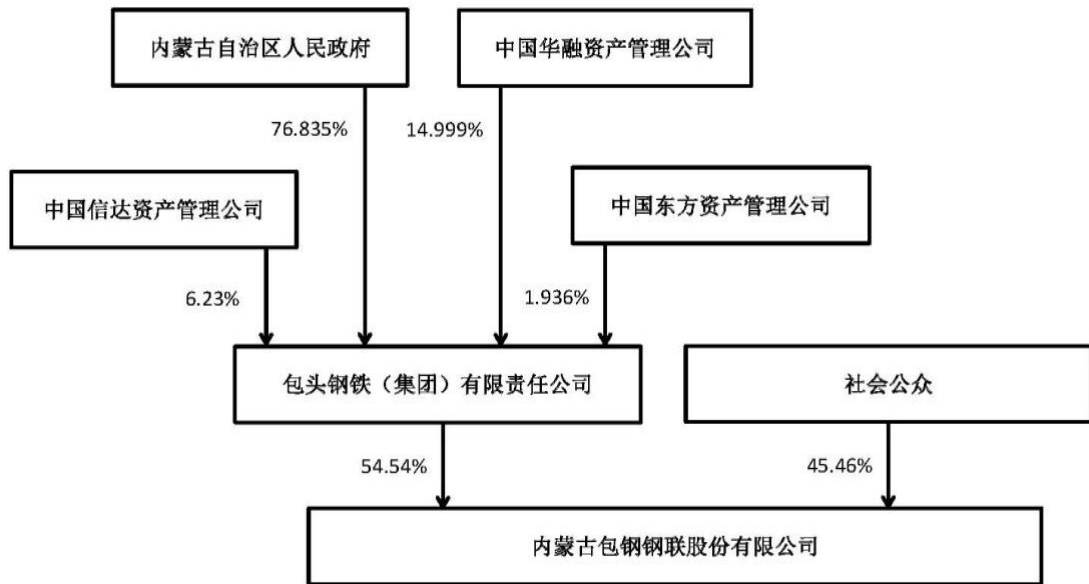 内蒙古自治区人民政府
中国华融资产管理公司
76.835%
14.999%
中国信达资产管理公司
中国东方资产管理公司
6.23%
1.936%
包头钢铁（集团）有限责任公司
社会公众
54.54%
45.46%
内蒙古包钢钢联股份有限公司